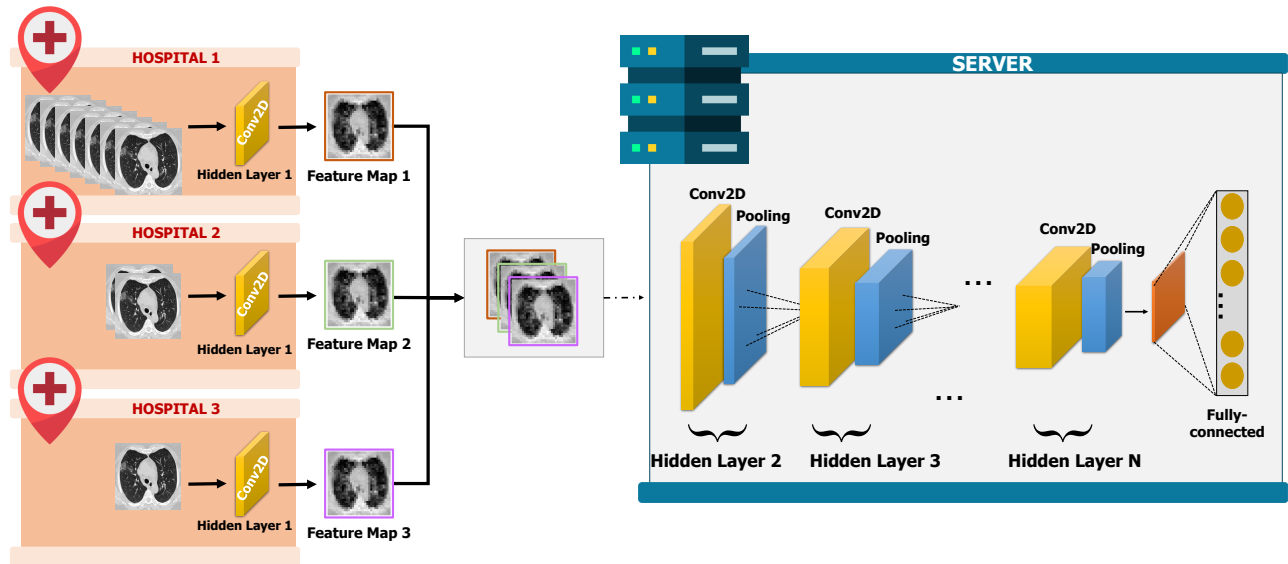 HOSPITAL 1
Conv2D
Hidden Layer 1
Feature Map 1
HOSPITAL 2
Conv2D
Hidden Layer 1
Feature Map 2
HOSPITAL 3
Conv2D
Hidden Layer 1
Feature Map 3
SERVER
Conv2D
Pooling
Conv2D
Pooling
...
Conv2D
Pooling
...
Fully-
connected
Hidden Layer 2
Hidden Layer 3
...
Hidden Layer N